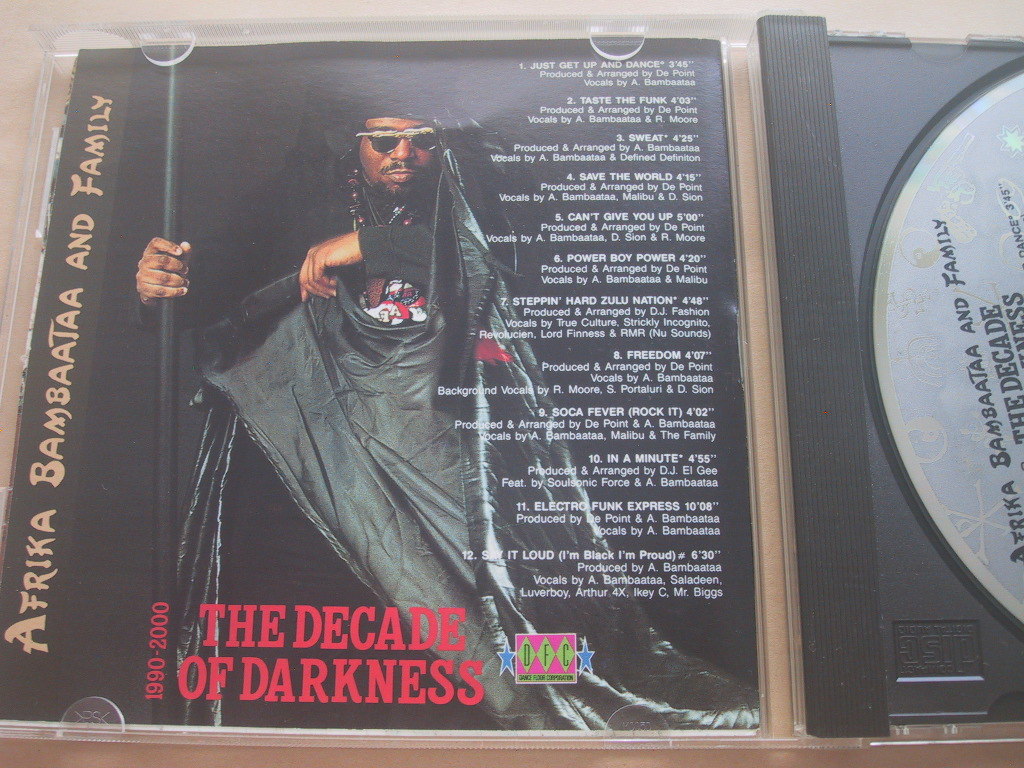 AFRIKA BAMBAATAA AND FAMILY
1. JUST GET UP AND DANCE* 3'45"
Produced & Arranged by De Point
Vocals by A. Bambaataa
2. TASTE THE FUNK 4'03"
Produced & Arranged by De Point
Vocals by A. Bambaataa & R. Moore
3. SWEAT* 4'25"
Produced & Arranged by A. Bambaataa
Vocals by A. Bambaataa & Defined Definiton
4. SAVE THE WORLD 4'15"
Produced & Arranged by De Point
Vocals by A. Bambaataa, Malibu & D. Sion
5. CAN'T GIVE YOU UP 5'00"
Produced & Arranged by De Point
Vocals by A. Bambaataa, D. Sion & R. Moore
6. POWER BOY POWER 4'20"
Produced & Arranged by De Point
Vocals by A. Bambaataa & Malibu
7. STEPPIN' HARD ZULU NATION* 4'48"
Produced & Arranged by D.J. Fashion
Vocals by True Culture, Strickly Incognito,
Revolucien, Lord Finness & RMR (Nu Sounds)
8. FREEDOM 4'07"
Produced & Arranged by De Point
Vocals by A. Bambaataa
Background Vocals by R. Moore, S. Portaluri & D. Sion
9. SOCA FEVER (ROCK IT) 4'02"
Produced & Arranged by De Point & A. Bambaataa
Vocals by A. Bambaataa, Malibu & The Family
10. IN A MINUTE* 4'55"
Produced & Arranged by D.J. El Gee
Feat. by Soulsonic Force & A. Bambaataa
11. ELECTRO FUNK EXPRESS 10'08"
Produced by De Point & A. Bambaataa
Vocals by A. Bambaataa
12. SAY IT LOUD (I'm Black I'm Proud) # 6'30"
Produced by A. Bambaataa
Vocals by A. Bambaataa, Saladeen,
Luverboy, Arthur 4X, Ikey C, Mr. Biggs
1990-2000
THE DECADE
OF DARKNESS
DFC
DANCE FLOOR CORPORATION
AFRIKA BAMBAATAA AND FAMILY
THE DECADE
DANCE* 3'45"